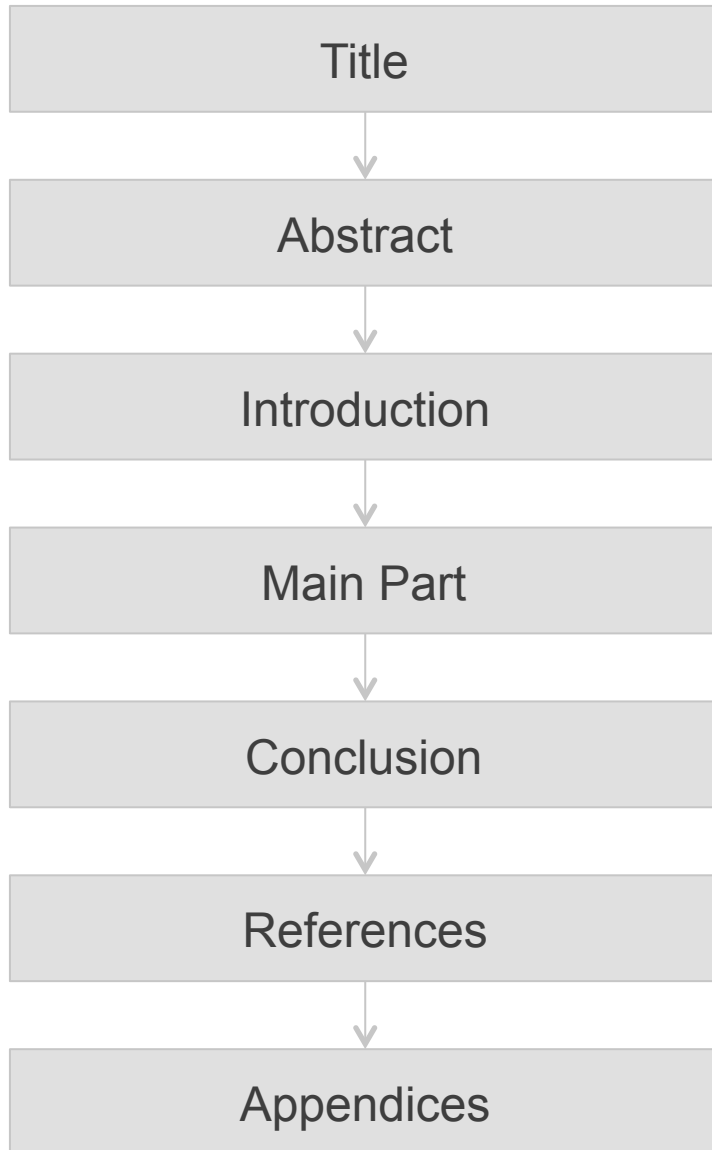 Title
Abstract
Introduction
Main Part
Conclusion
References
Appendices